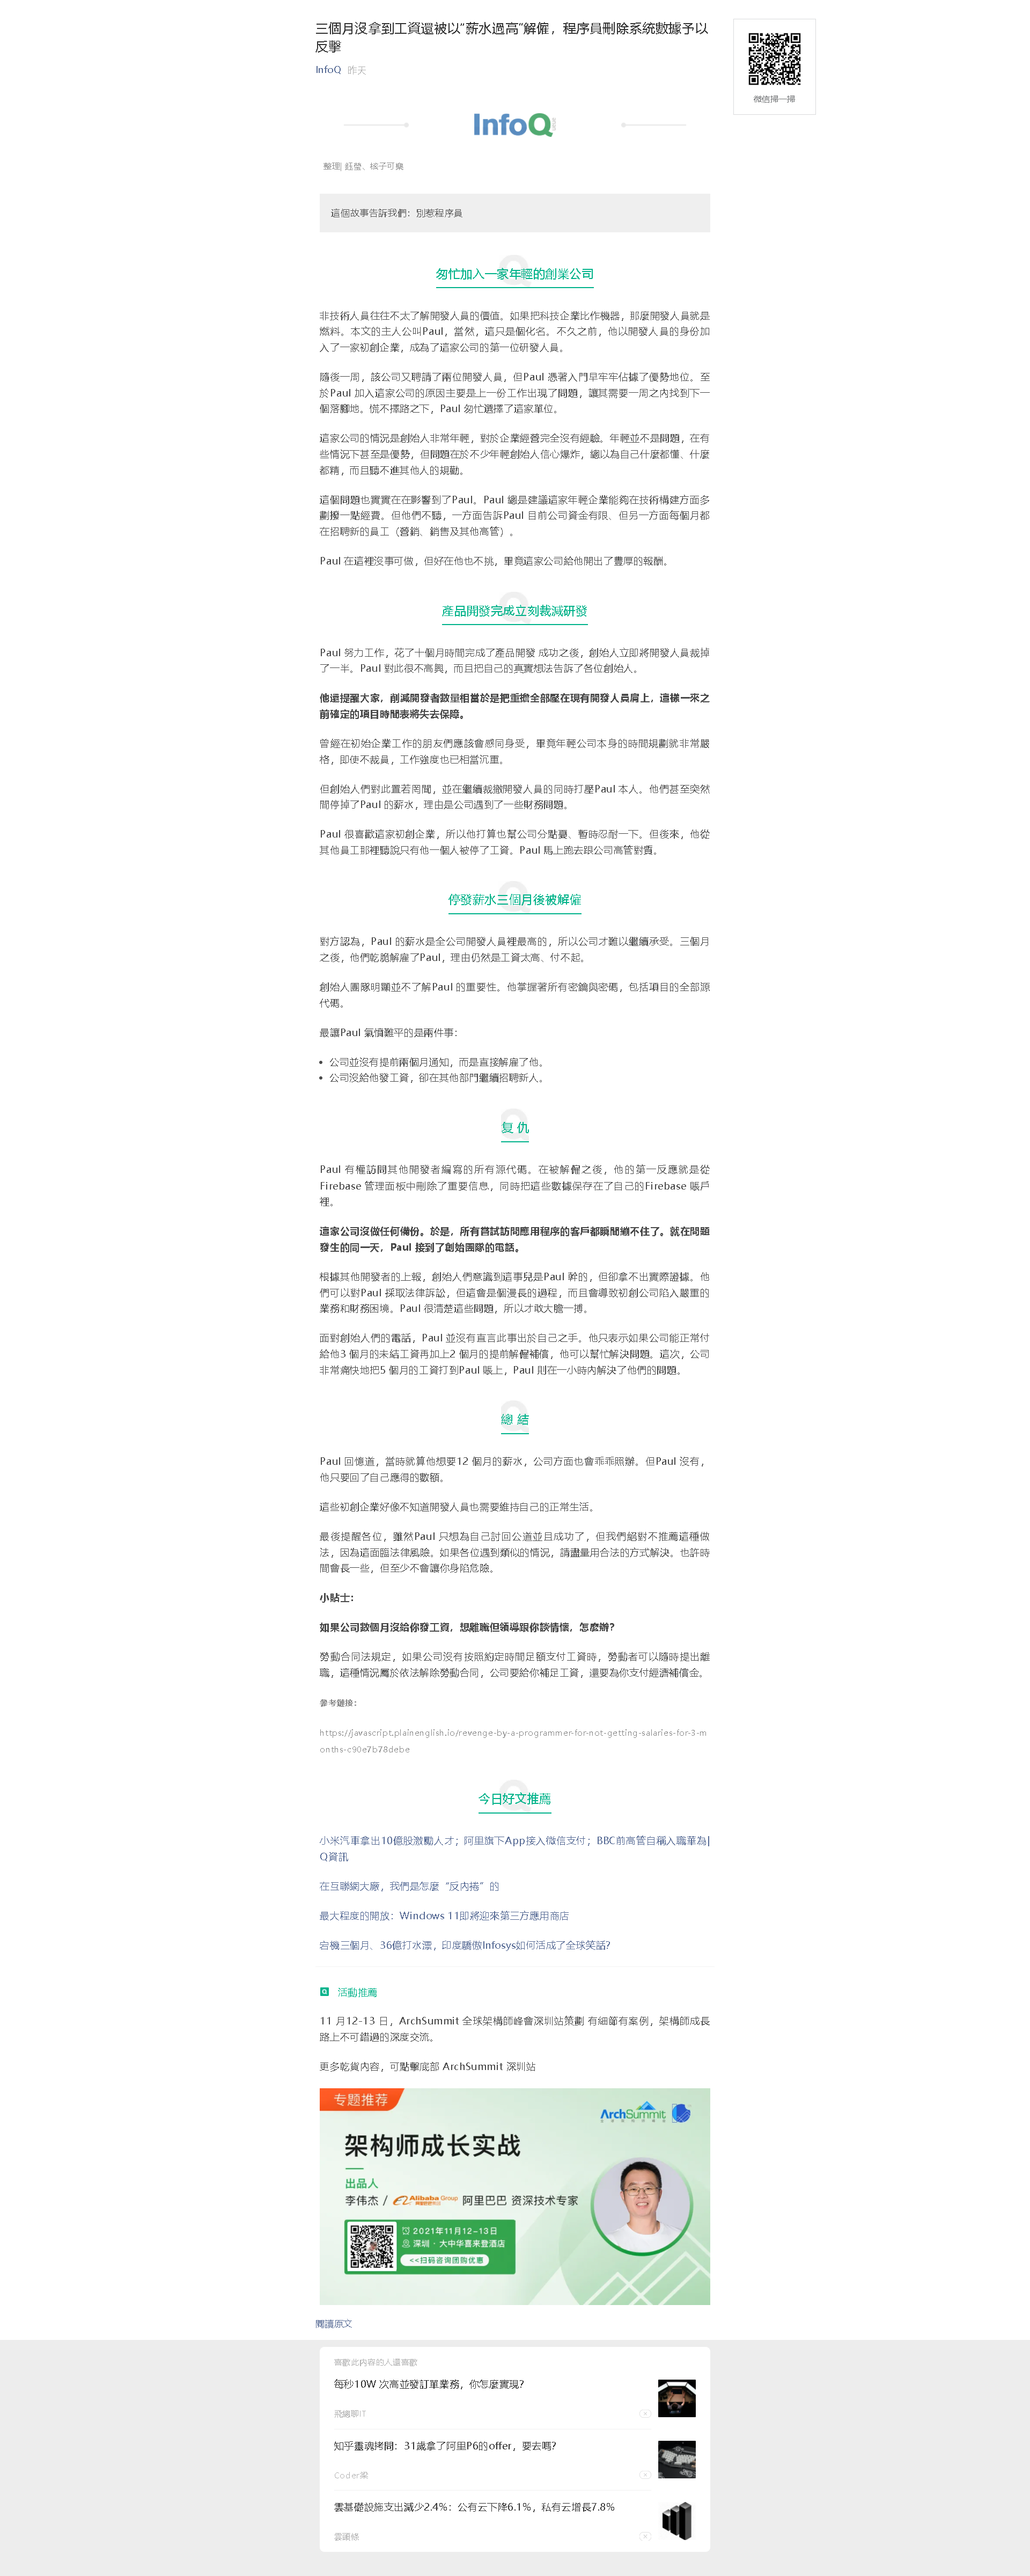 三個月沒拿到工資還被以“薪水過高”解僱，程序員刪除系統數據予以
反擊
InfoQ 昨天
微信掃一掃
InfoQ
整理| 鈺瑩、核子可樂
這個故事告訴我們：別惹程序員
匆忙加入一家年輕的創業公司
非技術人員往往不太了解開發人員的價值。如果把科技企業比作機器，那麼開發人員就是
燃料。本文的主人公叫Paul，當然，這只是個化名。不久之前，他以開發人員的身份加
入了一家初創企業，成為了這家公司的第一位研發人員。
隨後一周，該公司又聘請了兩位開發人員，但Paul 憑著入門早牢牢佔據了優勢地位。至
於Paul 加入這家公司的原因主要是上一份工作出現了問題，讓其需要一周之內找到下一
個落腳地。慌不擇路之下，Paul 匆忙選擇了這家單位。
這家公司的情況是創始人非常年輕，對於企業經營完全沒有經驗。年輕並不是問題，在有
些情況下甚至是優勢，但問題在於不少年輕創始人信心爆炸，總以為自己什麼都懂、什麼
都精，而且聽不進其他人的規勸。
這個問題也實實在在影響到了Paul。Paul 總是建議這家年輕企業能夠在技術構建方面多
劃撥一點經費。但他們不聽，一方面告訴Paul 目前公司資金有限、但另一方面每個月都
在招聘新的員工（營銷、銷售及其他高管）。
Paul 在這裡沒事可做，但好在他也不挑，畢竟這家公司給他開出了豐厚的報酬。
產品開發完成立刻裁減研發
Paul 努力工作，花了十個月時間完成了產品開發 成功之後，創始人立即將開發人員裁掉
了一半。Paul 對此很不高興，而且把自己的真實想法告訴了各位創始人。
他還提醒大家，削減開發者數量相當於是把重擔全部壓在現有開發人員肩上，這樣一來之
前確定的項目時間表將失去保障。
曾經在初始企業工作的朋友們應該會感同身受，畢竟年輕公司本身的時間規劃就非常嚴
格，即使不裁員，工作強度也已相當沉重。
但創始人們對此置若罔聞，並在繼續裁撤開發人員的同時打壓Paul 本人。他們甚至突然
間停掉了Paul 的薪水，理由是公司遇到了一些財務問題。
Paul 很喜歡這家初創企業，所以他打算也幫公司分點憂、暫時忍耐一下。但後來，他從
其他員工那裡聽說只有他一個人被停了工資。Paul 馬上跑去跟公司高管對質。
停發薪水三個月後被解僱
對方認為，Paul 的薪水是全公司開發人員裡最高的，所以公司才難以繼續承受。三個月
之後，他們乾脆解雇了Paul，理由仍然是工資太高、付不起。
創始人團隊明顯並不了解Paul 的重要性。他掌握著所有密鑰與密碼，包括項目的全部源
代碼。
最讓Paul 氣憤難平的是兩件事：
• 公司並沒有提前兩個月通知，而是直接解雇了他。
• 公司沒給他發工資，卻在其他部門繼續招聘新人。
复 仇
Paul 有權訪問其他開發者編寫的所有源代碼。在被解僱之後，他的第一反應就是從
Firebase 管理面板中刪除了重要信息，同時把這些數據保存在了自己的Firebase 賬戶
裡。
這家公司沒做任何備份。於是，所有嘗試訪問應用程序的客戶都瞬間繃不住了。就在問題
發生的同一天，Paul 接到了創始團隊的電話。
根據其他開發者的上報，創始人們意識到這事兒是Paul 幹的，但卻拿不出實際證據。他
們可以對Paul 採取法律訴訟，但這會是個漫長的過程，而且會導致初創公司陷入嚴重的
業務和財務困境。Paul 很清楚這些問題，所以才敢大膽一搏。
面對創始人們的電話，Paul 並沒有直言此事出於自己之手。他只表示如果公司能正常付
給他3 個月的未結工資再加上2 個月的提前解僱補償，他可以幫忙解決問題。這次，公司
非常痛快地把5 個月的工資打到Paul 賬上，Paul 則在一小時內解決了他們的問題。
總 結
Paul 回憶道，當時就算他想要12 個月的薪水，公司方面也會乖乖照辦。但Paul 沒有，
他只要回了自己應得的數額。
這些初創企業好像不知道開發人員也需要維持自己的正常生活。
最後提醒各位，雖然Paul 只想為自己討回公道並且成功了，但我們絕對不推薦這種做
法，因為這面臨法律風險。如果各位遇到類似的情況，請盡量用合法的方式解決。也許時
間會長一些，但至少不會讓你身陷危險。
小貼士：
如果公司數個月沒給你發工資，想離職但領導跟你談情懷，怎麼辦？
勞動合同法規定，如果公司沒有按照約定時間足額支付工資時，勞動者可以隨時提出離
職，這種情況屬於依法解除勞動合同，公司要給你補足工資，還要為你支付經濟補償金。
參考鏈接：
https://javascript.plainenglish.io/revenge-by-a-programmer-for-not-getting-salaries-for-3-m
onths-c90e7b78debe
今日好文推薦
小米汽車拿出10億股激勵人才；阿里旗下App接入微信支付；BBC前高管自稱入職華為|
Q資訊
在互聯網大廠，我們是怎麼“反內捲”的
最大程度的開放：Windows 11即將迎來第三方應用商店
宕機三個月、36億打水漂，印度驕傲Infosys如何活成了全球笑話？
活動推薦
11 月12-13 日，ArchSummit 全球架構師峰會深圳站策劃 有細節有案例，架構師成長
路上不可錯過的深度交流。
更多乾貨內容，可點擊底部 ArchSummit 深圳站
专题推荐
ArchSummit
架构师成长实战
出品人
李伟杰 / Alibaba Group 阿里巴巴 资深技术专家
2021年11月12-13日
深圳 · 大中华喜来登酒店
<<扫码咨询团购优惠
閱讀原文
喜歡此內容的人還喜歡
每秒10W 次高並發訂單業務，你怎麼實現？
飛總聊IT
知乎靈魂拷問：31歲拿了阿里P6的offer，要去嗎？
Coder梁
雲基礎設施支出減少2.4%：公有云下降6.1%，私有云增長7.8%
雲頭條